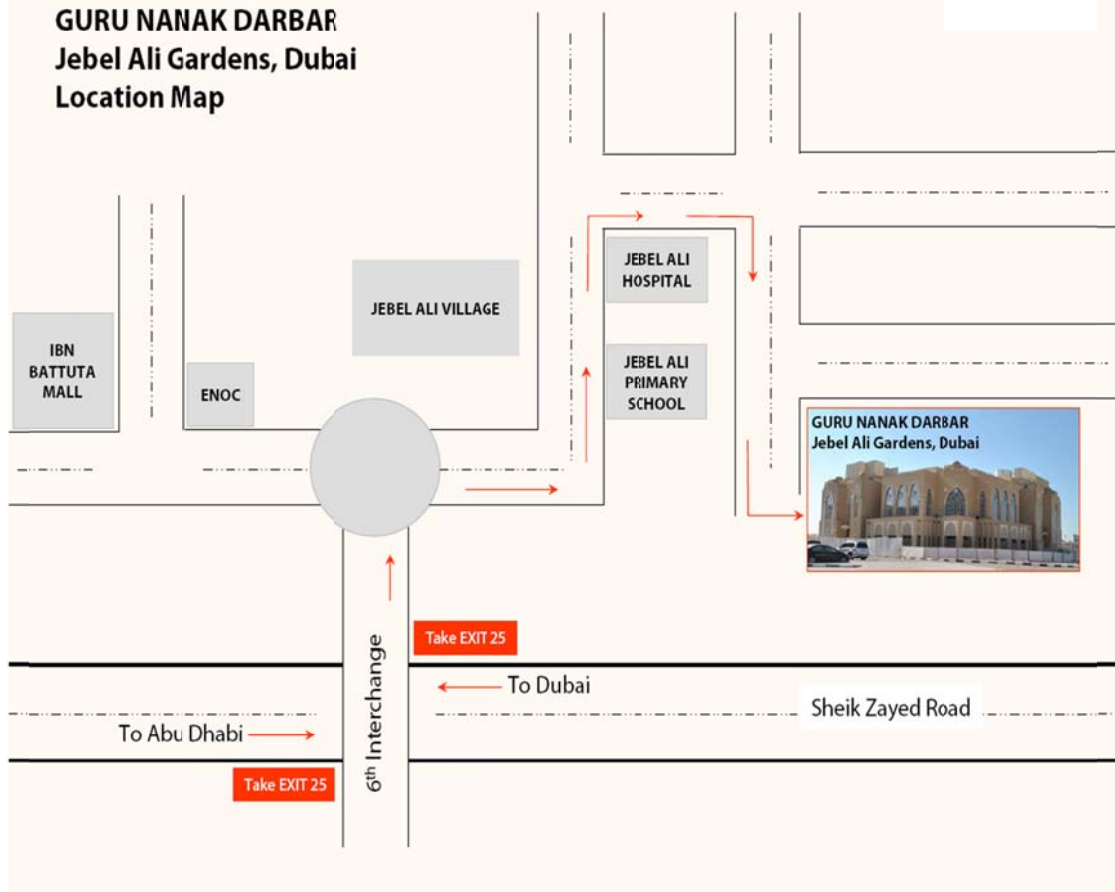 GURU NANAK DARBAR
Jebel Ali Gardens, Dubai
Location Map
JEBEL ALI
HOSPITAL
JEBEL ALI VILLAGE
IBN
BATTUTA
MALL
ENOC
JEBEL ALI
PRIMARY
SCHOOL
GURU NANAK DARBAR
Jebel Ali Gardens, Dubai
Take EXIT 25
6th Interchange
To Dubai
Sheik Zayed Road
To Abu Dhabi
Take EXIT 25